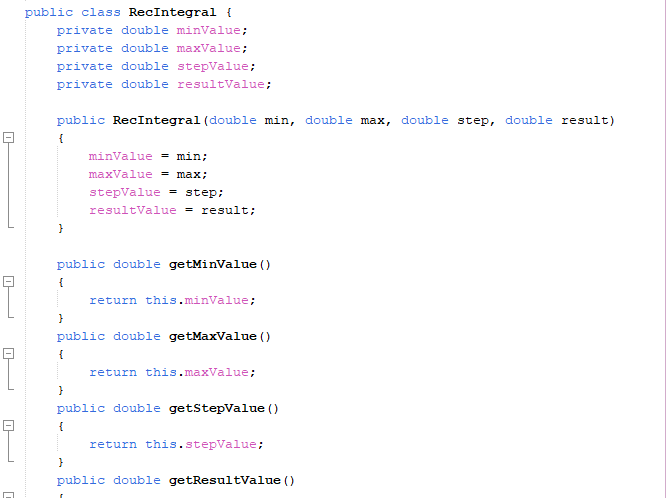 public class RecIntegral {
private double minValue;
private double maxValue;
private double stepValue;
private double resultValue;
public RecIntegral(double min, double max, double step, double result)
{
minValue = min;
maxValue = max;
stepValue = step;
resultValue = result;
}
public double getMinValue()
{
return this.minValue;
}
public double getMaxValue()
{
return this.maxValue;
}
public double getStepValue()
{
return this.stepValue;
}
public double getResultValue()
{